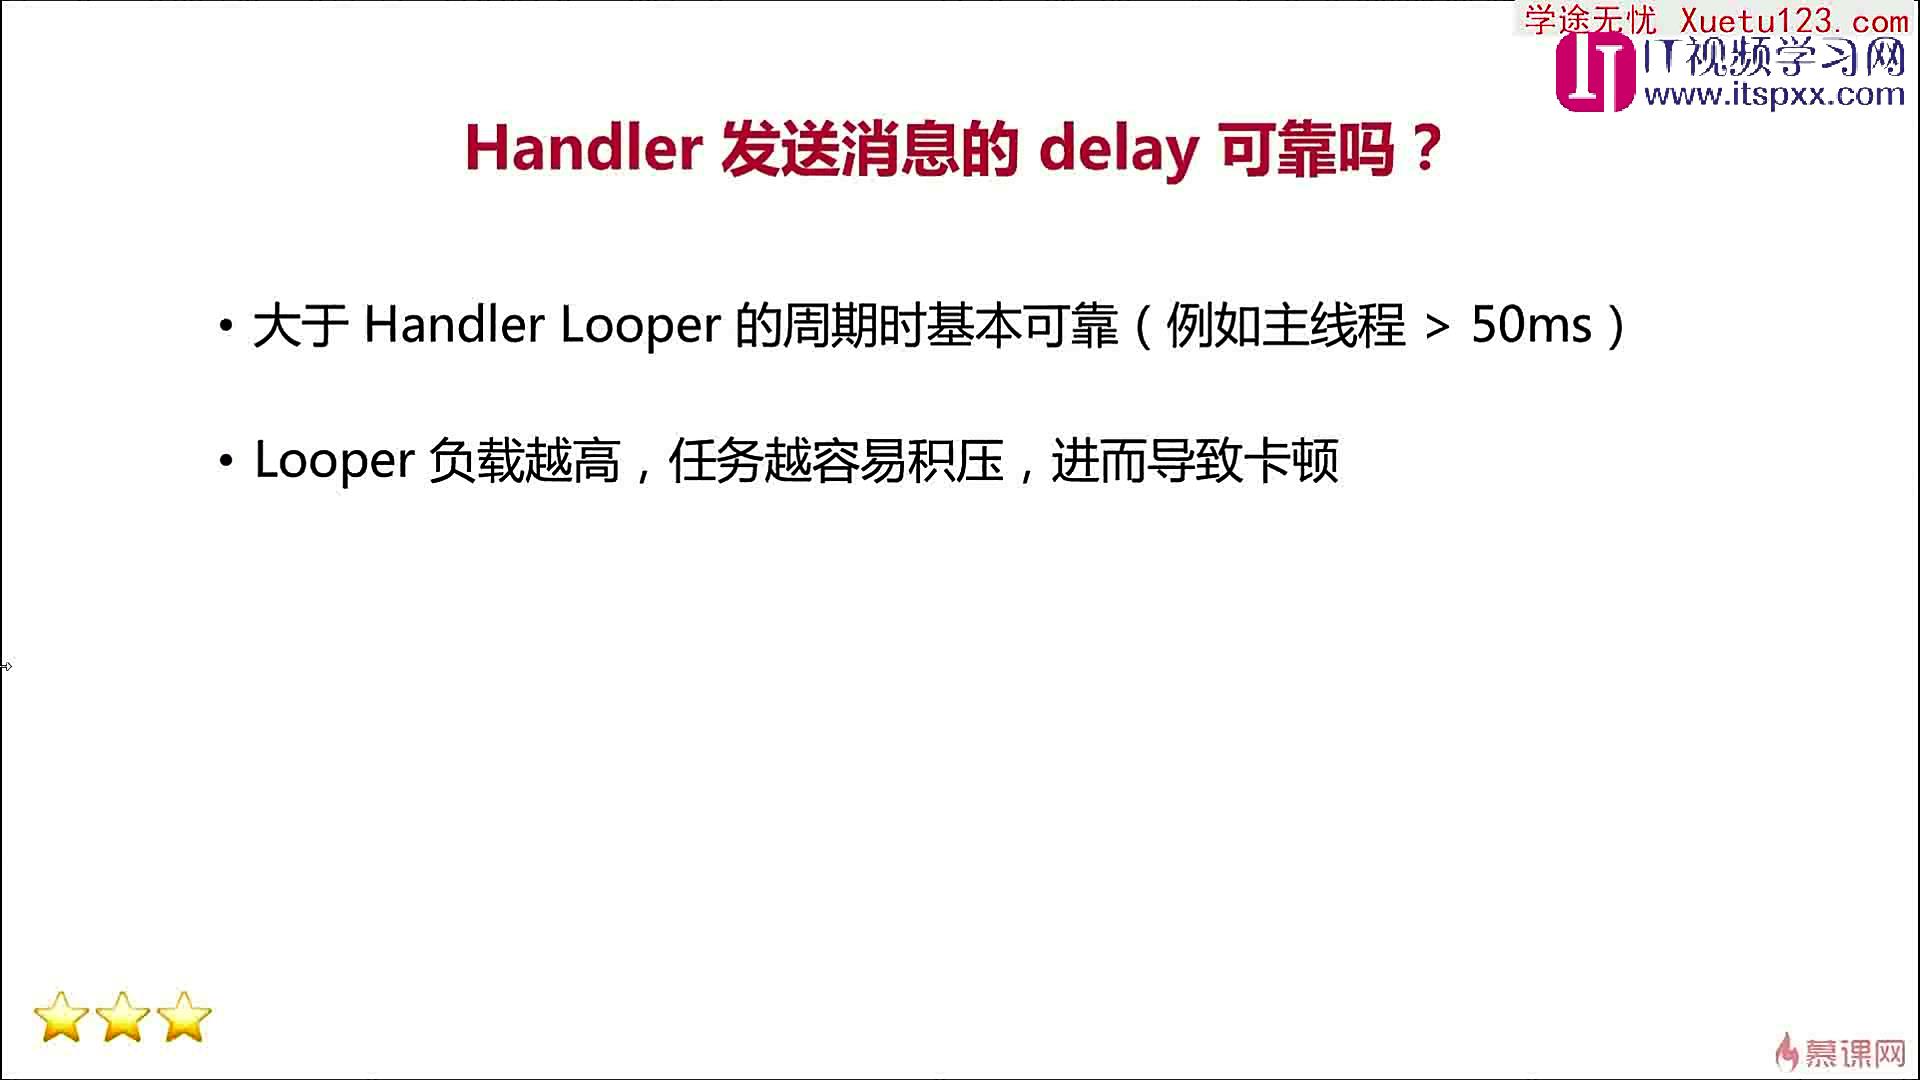 学途无忧 Xuetu123.com
IT视频学习网
www.itspxx.com
Handler 发送消息的 delay 可靠吗？
• 大于 Handler Looper 的周期时基本可靠（例如主线程 > 50ms）
• Looper 负载越高，任务越容易积压，进而导致卡顿
慕课网